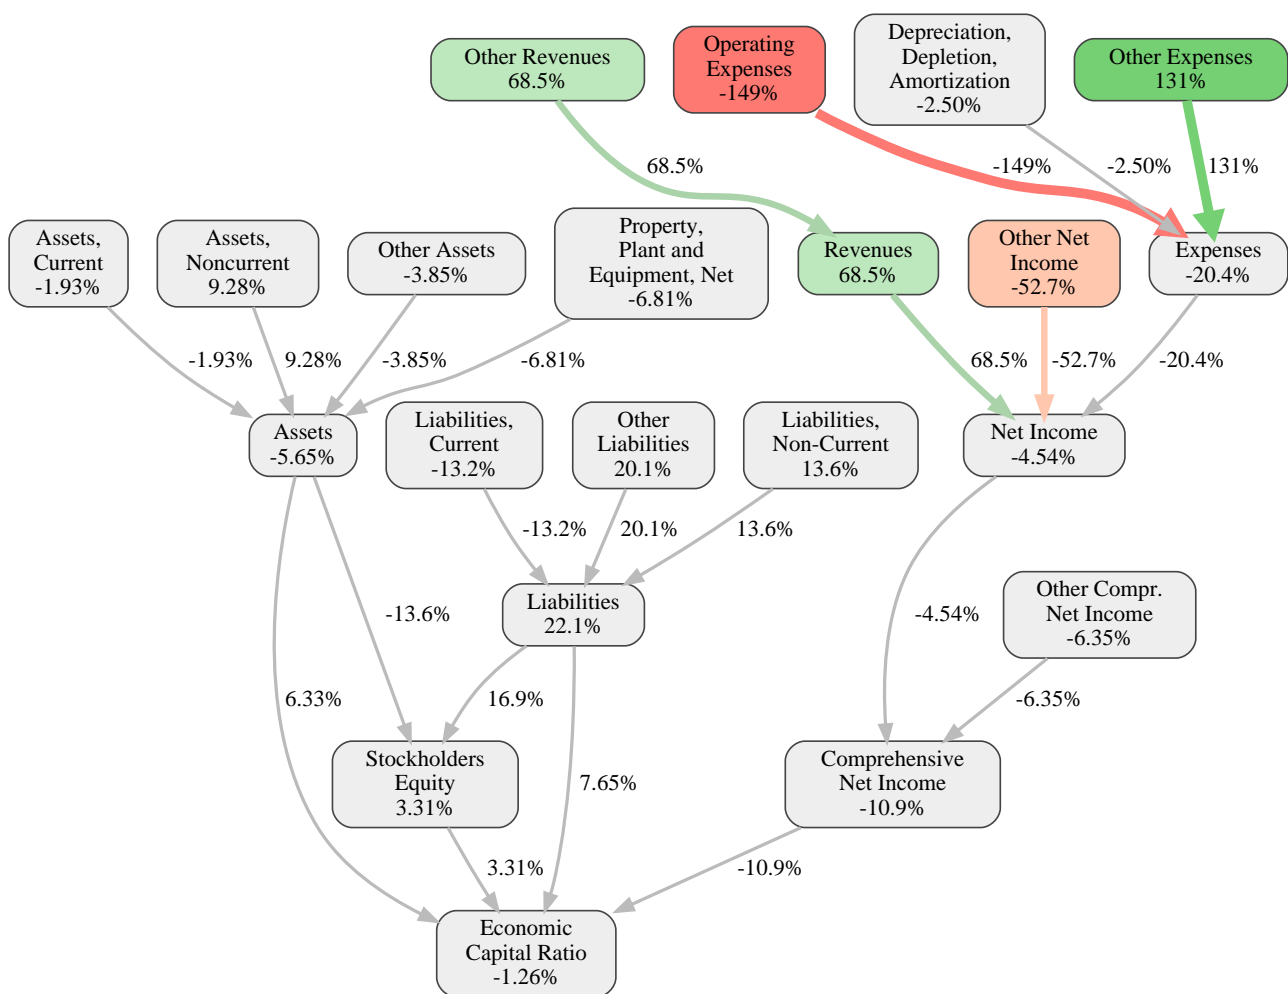 Other Revenues
68.5%
Operating
Expenses
-149%
Depreciation,
Depletion,
Amortization
-2.50%
Other Expenses
131%
68.5%
-149%
-2.50%
131%
Assets,
Current
-1.93%
Assets,
Noncurrent
9.28%
Other Assets
-3.85%
Property,
Plant and
Equipment, Net
-6.81%
Revenues
68.5%
Other Net
Income
-52.7%
Expenses
-20.4%
-1.93%
9.28%
-3.85%
-6.81%
68.5%
-52.7%
-20.4%
Assets
-5.65%
Liabilities,
Current
-13.2%
Other
Liabilities
20.1%
Liabilities,
Non-Current
13.6%
Net Income
-4.54%
-13.2%
20.1%
13.6%
Liabilities
22.1%
Other Compr.
Net Income
-6.35%
-13.6%
-4.54%
6.33%
16.9%
-6.35%
Stockholders
Equity
3.31%
7.65%
Comprehensive
Net Income
-10.9%
3.31%
-10.9%
Economic
Capital Ratio
-1.26%